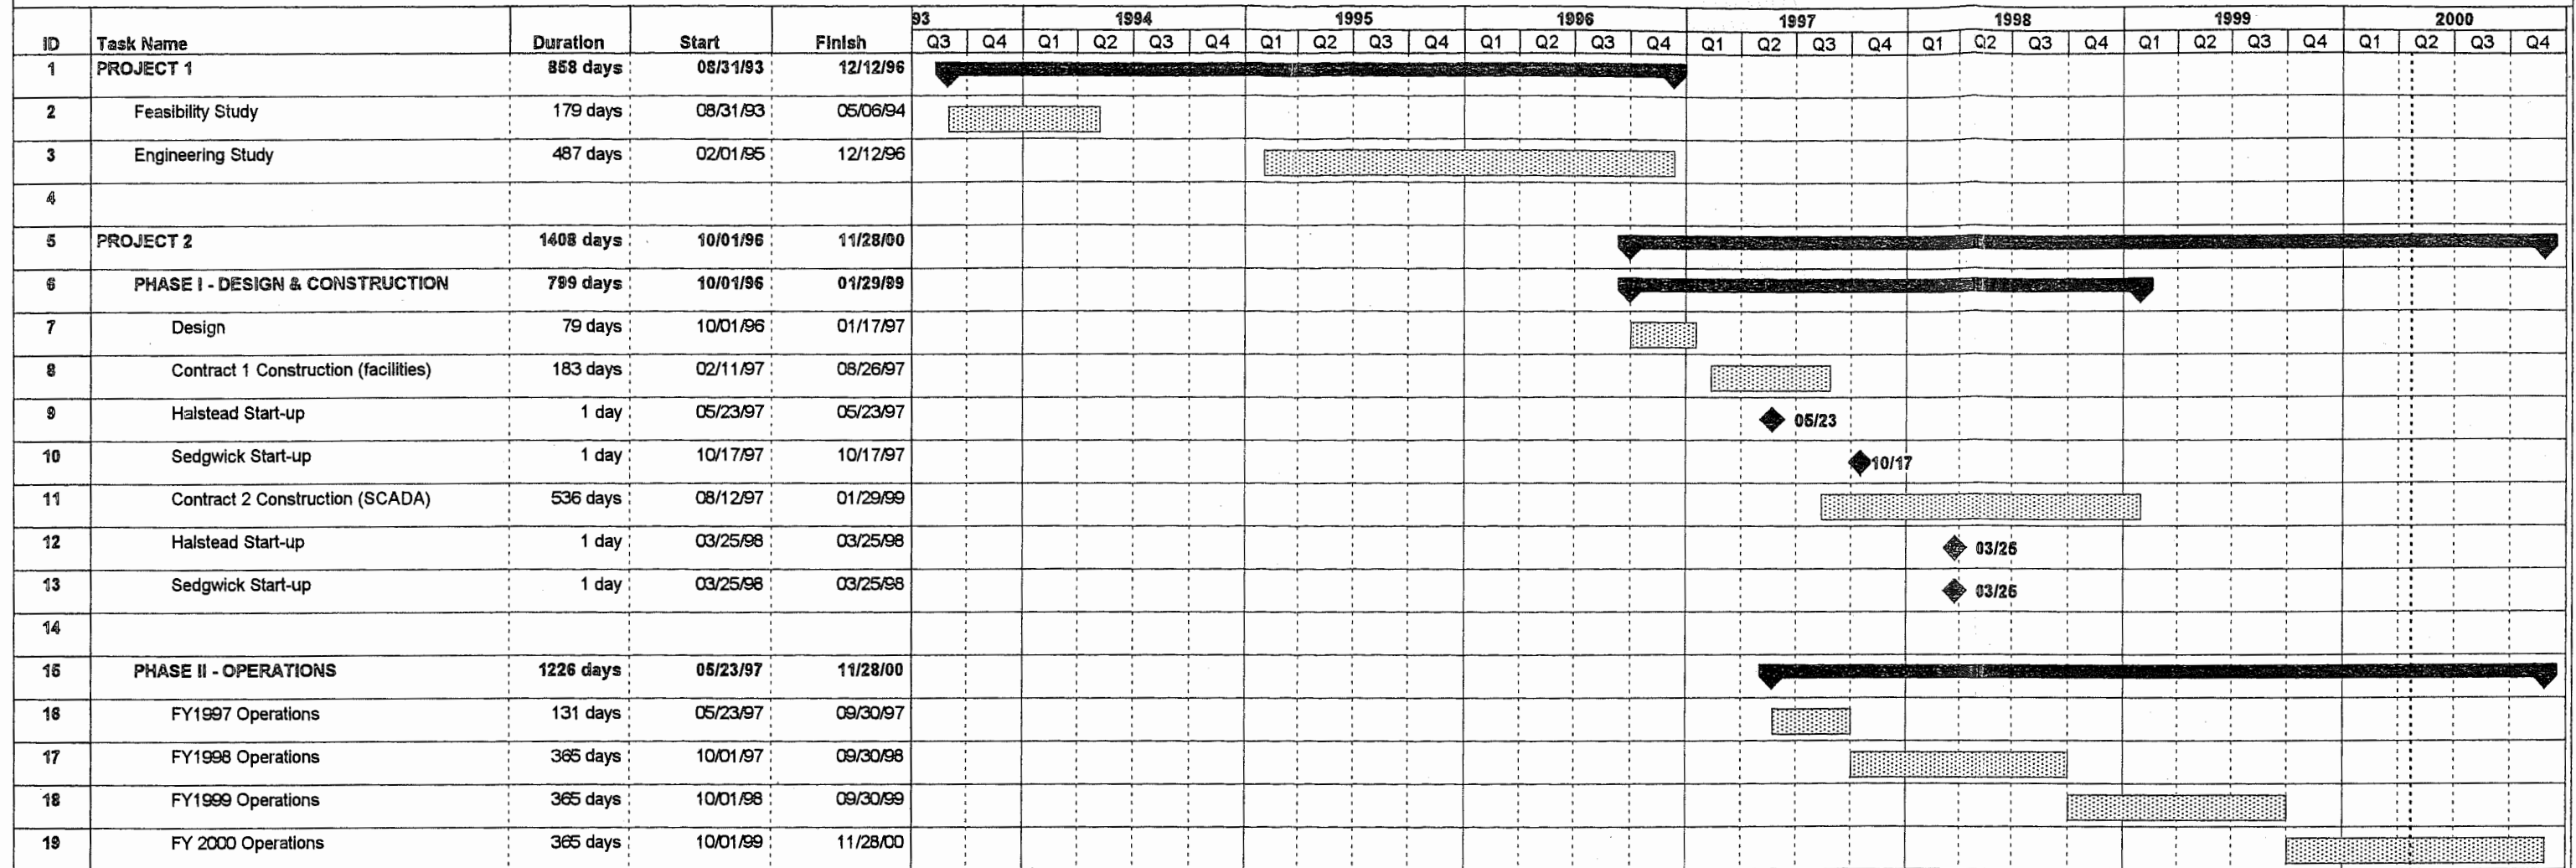 93 1994 1995 1996 1997 1998 1999 2000
ID Task Name Duration Start Finish Q3 Q4 Q1 Q2 Q3 Q4 Q1 Q2 Q3 Q4 Q1 Q2 Q3 Q4 Q1 Q2 Q3 Q4 Q1 Q2 Q3 Q4 Q1 Q2 Q3 Q4 Q1 Q2 Q3 Q4
1 PROJECT 1 858 days 08/31/93 12/12/96
2 Feasibility Study 179 days 08/31/93 05/06/94
3 Engineering Study 487 days 02/01/95 12/12/96
4
5 PROJECT 2 1408 days 10/01/96 11/28/00
6 PHASE I - DESIGN & CONSTRUCTION 799 days 10/01/96 01/29/99
7 Design 79 days 10/01/96 01/17/97
8 Contract 1 Construction (facilities) 183 days 02/11/97 08/26/97
9 Halstead Start-up 1 day 05/23/97 05/23/97 05/23
10 Sedgwick Start-up 1 day 10/17/97 10/17/97 10/17
11 Contract 2 Construction (SCADA) 536 days 08/12/97 01/29/99
12 Halstead Start-up 1 day 03/25/98 03/25/98 03/25
13 Sedgwick Start-up 1 day 03/25/98 03/25/98 03/25
14
15 PHASE II - OPERATIONS 1226 days 05/23/97 11/28/00
16 FY1997 Operations 131 days 05/23/97 09/30/97
17 FY1998 Operations 365 days 10/01/97 09/30/98
18 FY1999 Operations 365 days 10/01/98 09/30/99
19 FY 2000 Operations 365 days 10/01/99 11/28/00